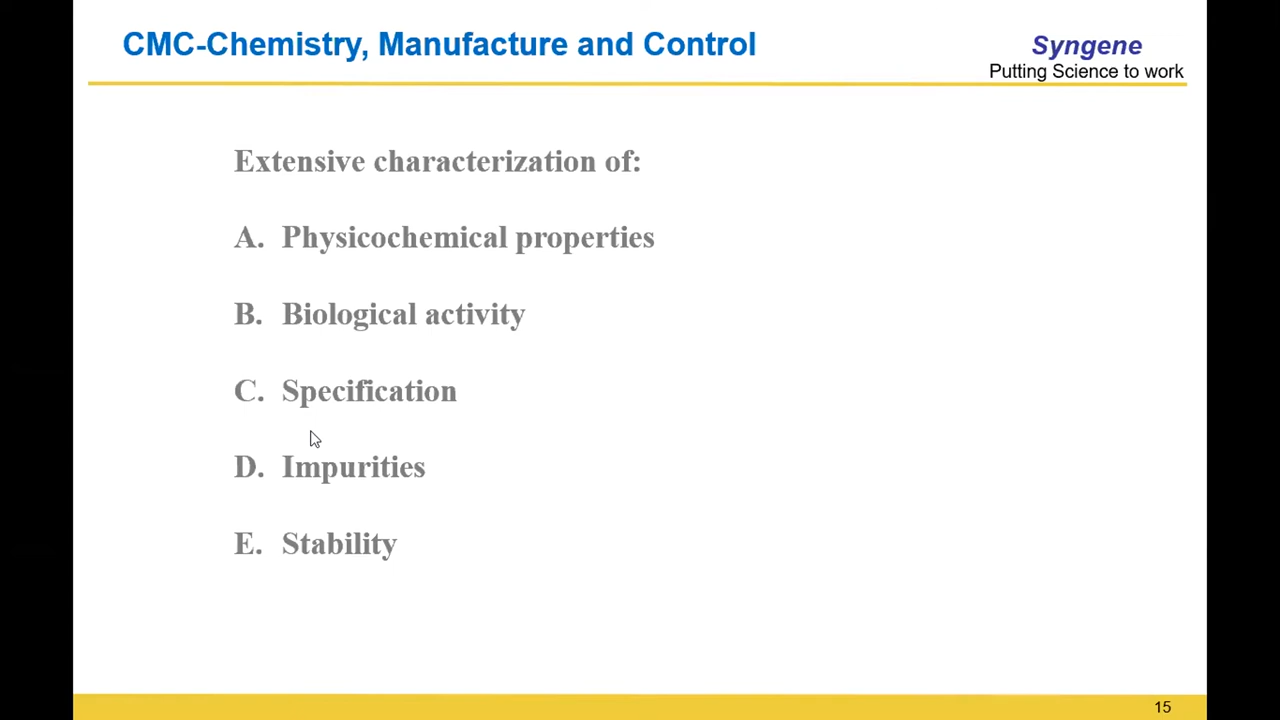 CMC-Chemistry, Manufacture and Control
Syngene
Putting Science to work
Extensive characterization of:
A. Physicochemical properties
B. Biological activity
C. Specification
D. Impurities
E. Stability
15